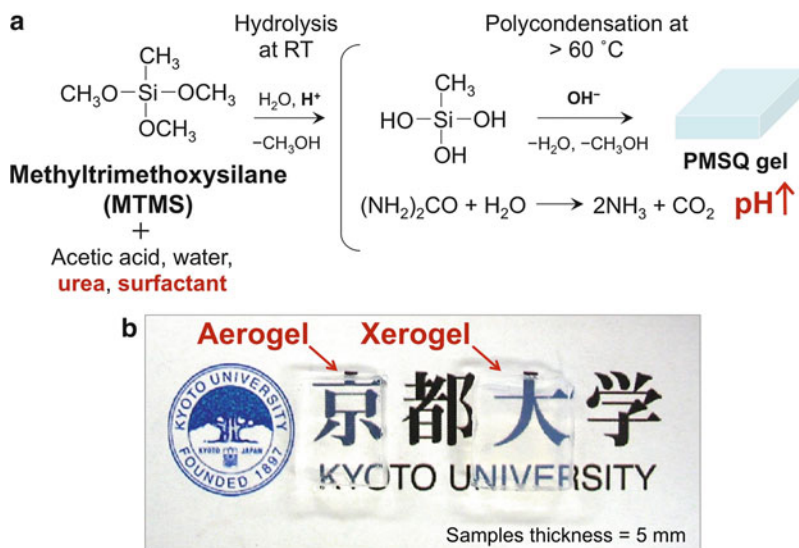 a
Hydrolysis
at RT
Polycondensation at
> 60 ˚C
CH₃
CH₃O–Si–OCH₃
OCH₃
H₂O, H⁺
−CH₃OH
CH₃
HO–Si–OH
OH
OH⁻
−H₂O, −CH₃OH
PMSQ gel
Methyltrimethoxysilane
(MTMS)
+
Acetic acid, water,
urea, surfactant
(NH₂)₂CO + H₂O ⟶ 2NH₃ + CO₂
pH↑
b
Aerogel
Xerogel
KYOTO UNIVERSITY
KYOTO JAPAN
FOUNDED 1897
京都大学
KYOTO UNIVERSITY
Samples thickness = 5 mm